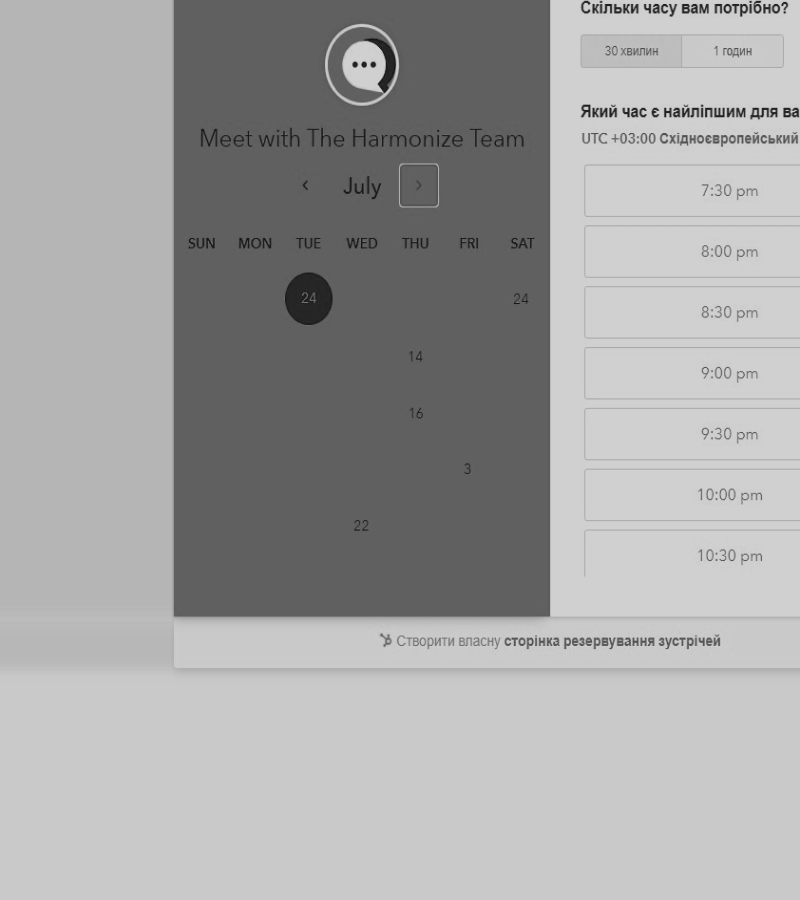 Meet with The Harmonize Team
July
SUN MON TUE WED THU FRI SAT
24 24
14
16
3
22
Скільки часу вам потрібно?
30 хвилин 1 годин
Який час є найліпшим для ва
UTC +03:00 Східноєвропейський
7:30 pm
8:00 pm
8:30 pm
9:00 pm
9:30 pm
10:00 pm
10:30 pm
Створити власну сторінка резервування зустрічей